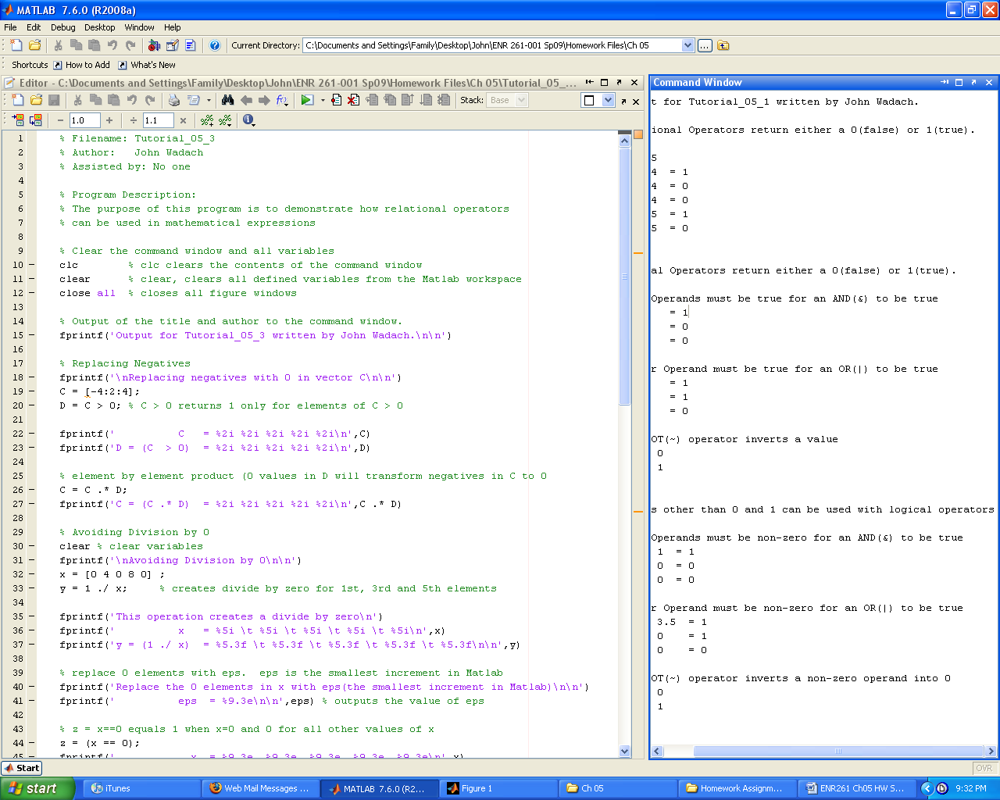 MATLAB 7.6.0 (R2008a)
File Edit Debug Desktop Window Help
Current Directory: C:\Documents and Settings\Family\Desktop\John\ENR 261-001 Sp09\Homework Files\Ch 05
Shortcuts How to Add What's New
Editor - C:\Documents and Settings\Family\Desktop\John\ENR 261-001 Sp09\Homework Files\Ch 05\Tutorial_05_...
Stack: Base
− 1.0 + ÷ 1.1 ×
1 % Filename: Tutorial_05_3
2 % Author:   John Wadach
3 % Assisted by: No one
4
5 % Program Description:
6 % The purpose of this program is to demonstrate how relational operators
7 % can be used in mathematical expressions
8
9 % Clear the command window and all variables
10 − clc        % clc clears the contents of the command window
11 − clear      % clear, clears all defined variables from the Matlab workspace
12 − close all  % closes all figure windows
13
14 % Output of the title and author to the command window.
15 − fprintf('Output for Tutorial_05_3 written by John Wadach.\n\n')
16
17 % Replacing Negatives
18 − fprintf('\nReplacing negatives with 0 in vector C\n\n')
19 − C = [-4:2:4];
20 − D = C > 0; % C > 0 returns 1 only for elements of C > 0
21
22 − fprintf('          C   = %2i %2i %2i %2i %2i\n',C)
23 − fprintf('D = (C  > 0)  = %2i %2i %2i %2i %2i\n',D)
24
25 % element by element product (0 values in D will transform negatives in C to 0
26 − C = C .* D;
27 − fprintf('C = (C .* D)  = %2i %2i %2i %2i %2i\n',C .* D)
28
29 % Avoiding Division by 0
30 − clear % clear variables
31 − fprintf('\nAvoiding Division by 0\n\n')
32 − x = [0 4 0 8 0] ;
33 − y = 1 ./ x;     % creates divide by zero for 1st, 3rd and 5th elements
34
35 − fprintf('This operation creates a divide by zero\n')
36 − fprintf('          x   = %5i \t %5i \t %5i \t %5i \t %5i\n',x)
37 − fprintf('y = (1 ./ x)  = %5.3f \t %5.3f \t %5.3f \t %5.3f \t %5.3f\n\n',y)
38
39 % replace 0 elements with eps.  eps is the smallest increment in Matlab
40 − fprintf('Replace the 0 elements in x with eps(the smallest increment in Matlab)\n\n')
41 − fprintf('          eps  = %9.3e\n\n',eps) % outputs the value of eps
42
43 % z = x==0 equals 1 when x=0 and 0 for all other values of x
44 − z = (x == 0);
45 − fprintf('            x  = %9.3e  %9.3e  %9.3e  %9.3e  %9.3e\n',x)
Command Window
t for Tutorial_05_1 written by John Wadach.
ional Operators return either a 0(false) or 1(true).
5
4  = 1
4  = 0
4  = 0
5  = 1
5  = 0
al Operators return either a 0(false) or 1(true).
Operands must be true for an AND(&) to be true
= 1
= 0
= 0
r Operand must be true for an OR(|) to be true
= 1
= 1
= 0
OT(~) operator inverts a value
0
1
s other than 0 and 1 can be used with logical operators
Operands must be non-zero for an AND(&) to be true
1  = 1
0  = 0
0  = 0
r Operand must be non-zero for an OR(|) to be true
3.5  = 1
0    = 1
0    = 0
OT(~) operator inverts a non-zero operand into 0
0
1
Start
OVR
start iTunes Web Mail Messages ... MATLAB 7.6.0 (R2... Figure 1 Ch 05 Homework Assignm... ENR261 Ch05 HW S... 9:32 PM